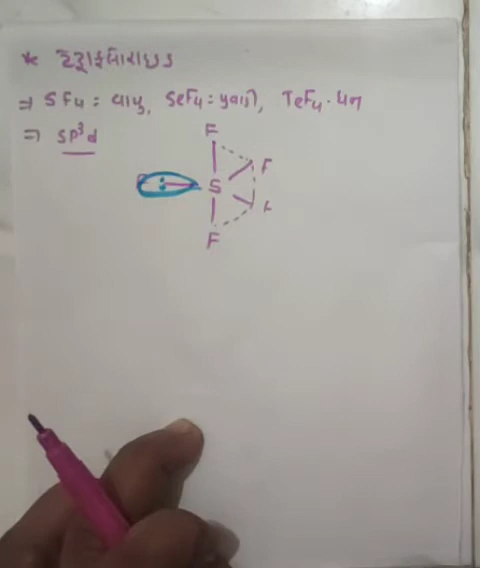 * ટેટ્રાફ્લોરાઇડ
⇒ SF4 : વાયુ, SeF4 : પ્રવાહી, TeF4 . ઘન
⇒ SP³d
F
F
S
F
F